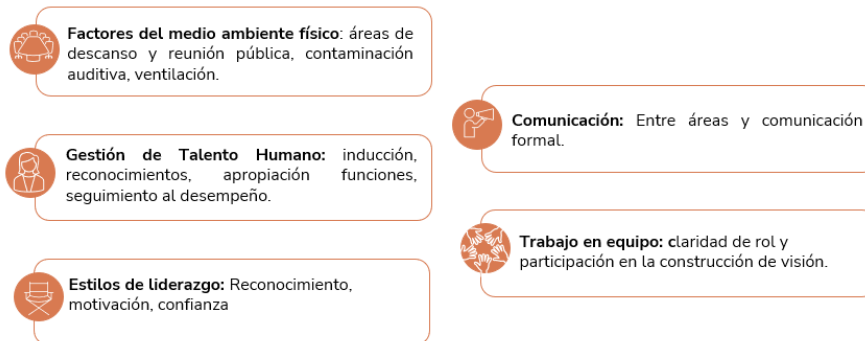 Factores del medio ambiente físico: áreas de
descanso y reunión pública, contaminación
auditiva, ventilación.
Gestión de Talento Humano: inducción,
reconocimientos, apropiación funciones,
seguimiento al desempeño.
Estilos de liderazgo: Reconocimiento,
motivación, confianza
Comunicación: Entre áreas y comunicación
formal.
Trabajo en equipo: claridad de rol y
participación en la construcción de visión.